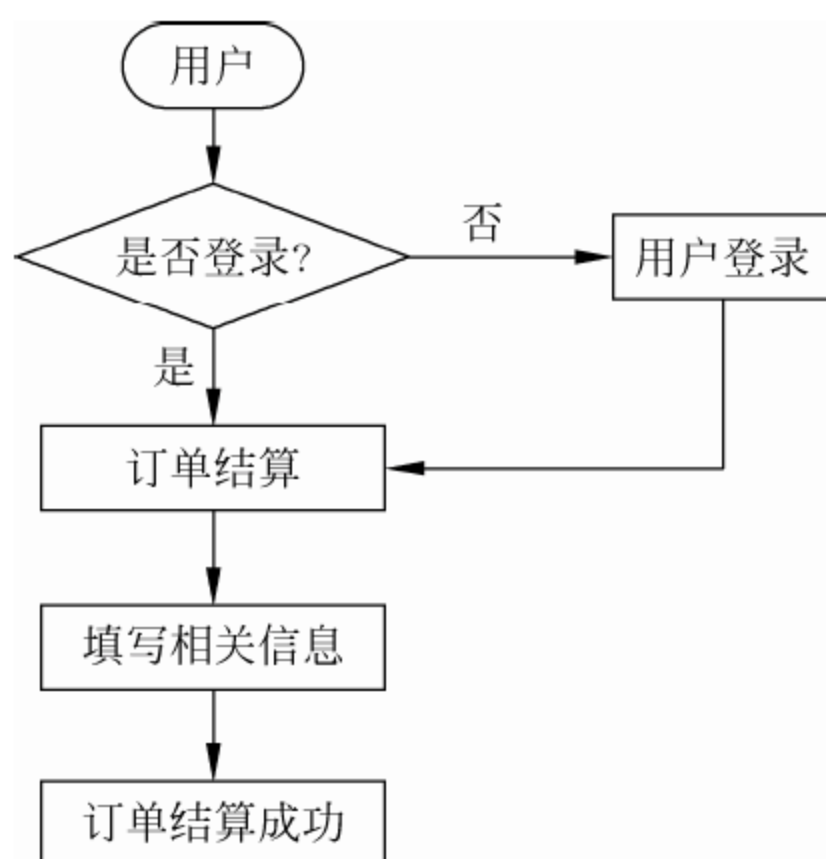 用户
是否登录?
否
用户登录
是
订单结算
填写相关信息
订单结算成功